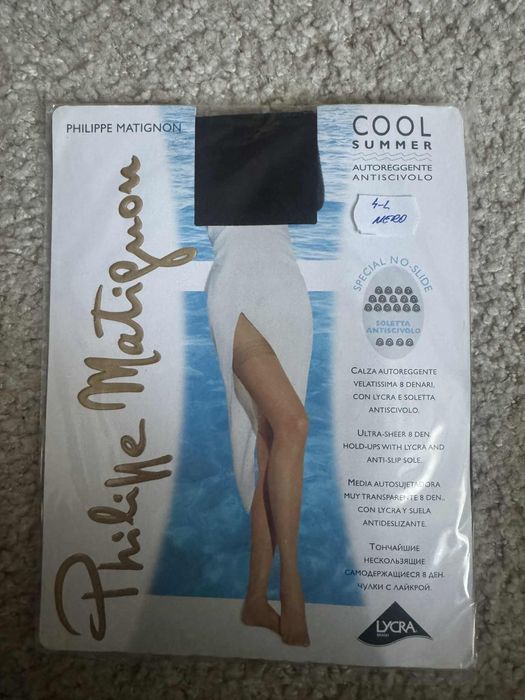 PHILIPPE MATIGNON
Philippe Matignon
COOL
SUMMER
AUTOREGGENTE
ANTISCIVOLO
4-L
NERO
SPECIAL NO-SLIDE
SOLETTA
ANTISCIVOLO
CALZA AUTOREGGENTE
VELATISSIMA 8 DENARI,
CON LYCRA E SOLETTA
ANTISCIVOLO.
ULTRA-SHEER 8 DEN.
HOLD-UPS WITH LYCRA AND
ANTI-SLIP SOLE.
MEDIA AUTOSUJETADORA
MUY TRANSPARENTE 8 DEN.,
CON LYCRA Y SUELA
ANTIDESLIZANTE.
ТОНЧАЙШИЕ
НЕСКОЛЬЗЯЩИЕ
САМОДЕРЖАЩИЕСЯ 8 ДЕН.
ЧУЛКИ С ЛАЙКРОЙ.
LYCRA
BRAND